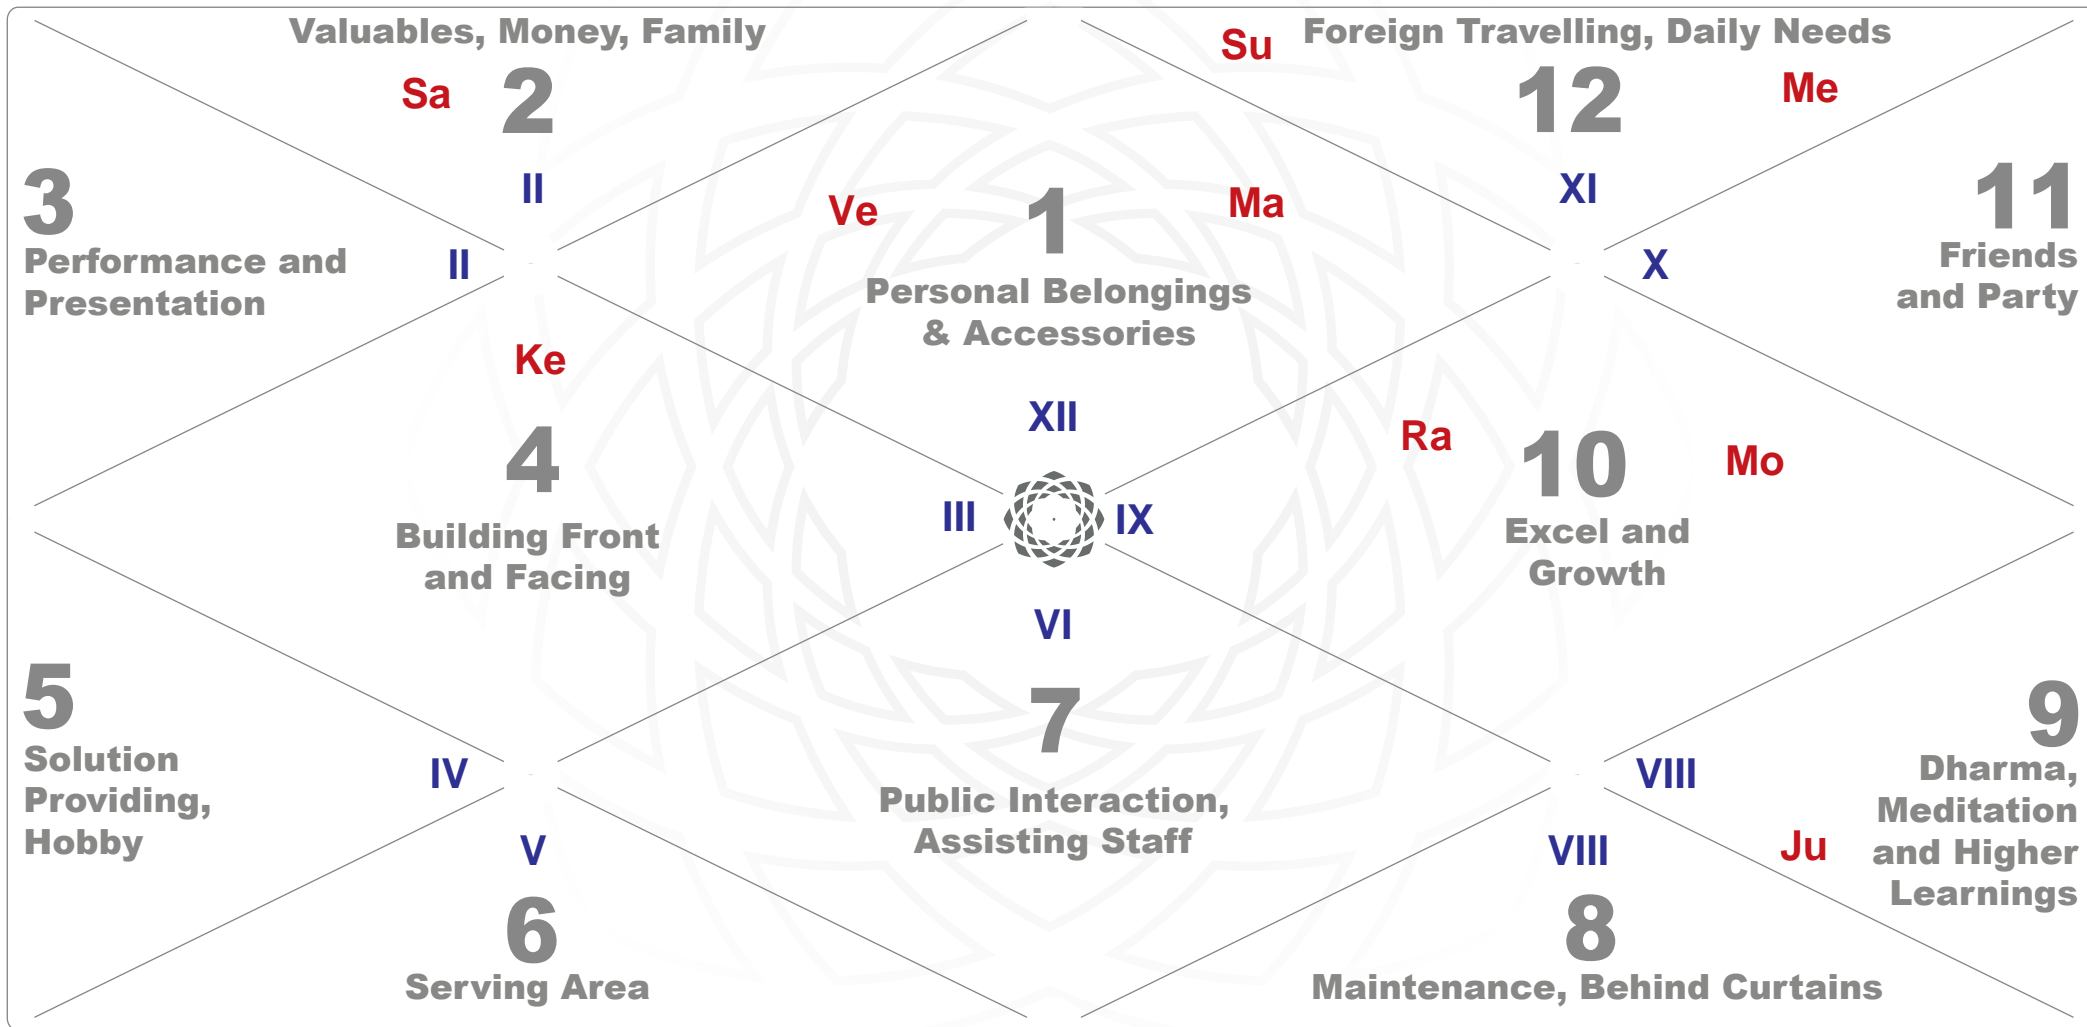 Valuables, Money, Family
Sa
2
II
Su
Foreign Travelling, Daily Needs
12
Me
XI
3
Performance and
Presentation
II
Ve
1
Ma
Personal Belongings
& Accessories
XII
X
11
Friends
and Party
Ke
4
Building Front
and Facing
III
IX
Ra
10
Mo
Excel and
Growth
5
Solution
Providing,
Hobby
IV
VI
7
Public Interaction,
Assisting Staff
VIII
9
Dharma,
Meditation
and Higher
Learnings
Ju
V
6
Serving Area
VIII
8
Maintenance, Behind Curtains